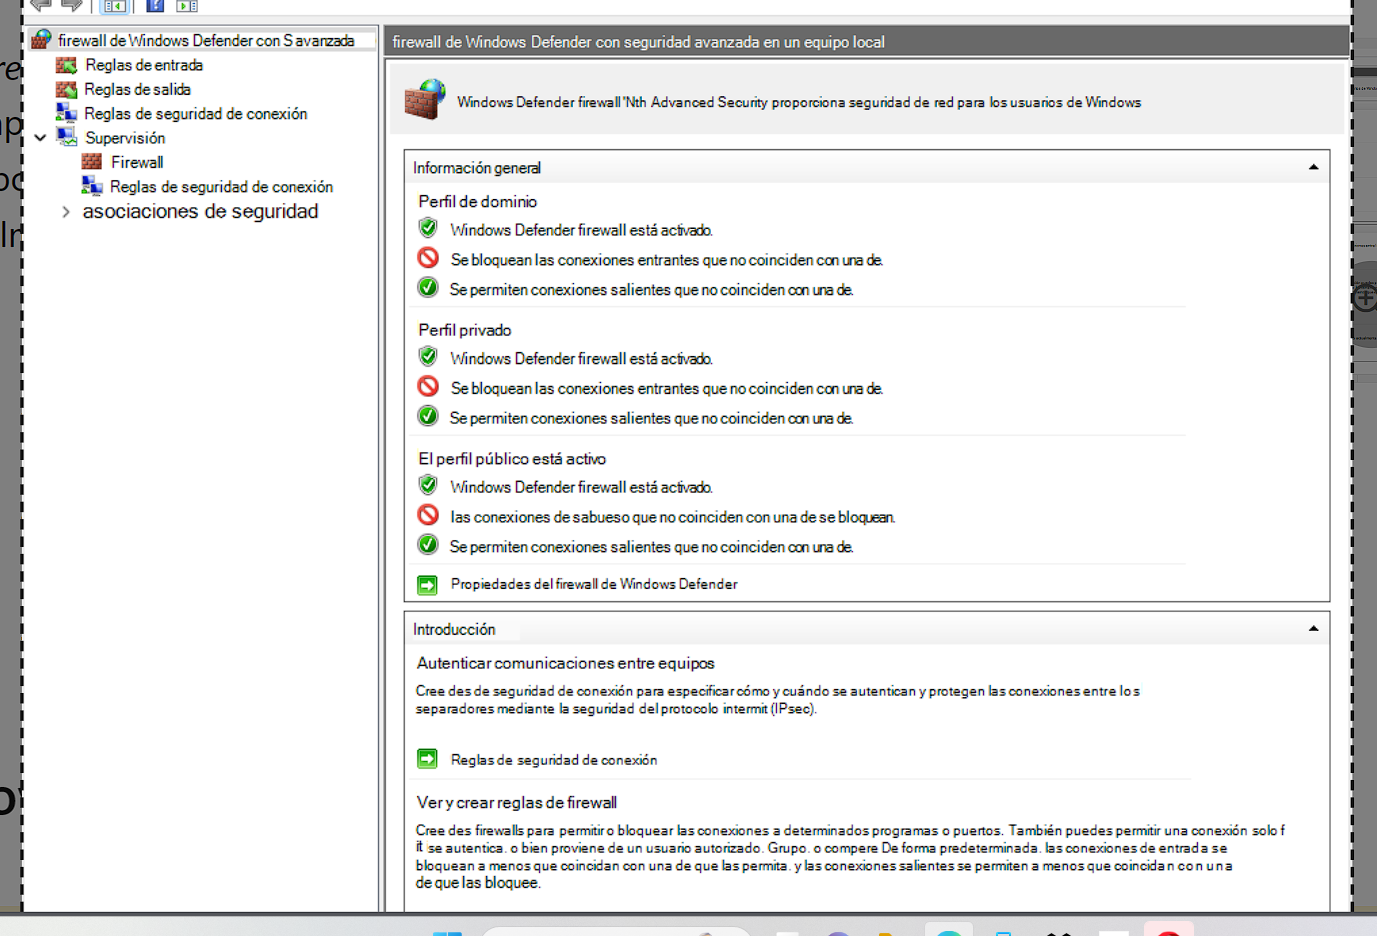 firewall de Windows Defender con S avanzada
Reglas de entrada
Reglas de salida
Reglas de seguridad de conexión
Supervisión
Firewall
Reglas de seguridad de conexión
asociaciones de seguridad
firewall de Windows Defender con seguridad avanzada en un equipo local
Windows Defender firewall 'Nth Advanced Security proporciona seguridad de red para los usuarios de Windows
Información general
Perfil de dominio
Windows Defender firewall está activado.
Se bloquean las conexiones entrantes que no coinciden con una de.
Se permiten conexiones salientes que no coinciden con una de.
Perfil privado
Windows Defender firewall está activado.
Se bloquean las conexiones entrantes que no coinciden con una de.
Se permiten conexiones salientes que no coinciden con una de.
El perfil público está activo
Windows Defender firewall está activado.
las conexiones de sabueso que no coinciden con una de se bloquean.
Se permiten conexiones salientes que no coinciden con una de.
Propiedades del firewall de Windows Defender
Introducción
Autenticar comunicaciones entre equipos
Cree des de seguridad de conexión para especificar cómo y cuándo se autentican y protegen las conexiones entre los
separadores mediante la seguridad del protocolo intermit (IPsec).
Reglas de seguridad de conexión
Ver y crear reglas de firewall
Cree des firewalls para permitir o bloquear las conexiones a determinados programas o puertos. También puedes permitir una conexión solo f
it se autentica. o bien proviene de un usuario autorizado. Grupo. o compere De forma predeterminada. las conexiones de entrada se
bloquean a menos que coincidan con una de que las permita. y las conexiones salientes se permiten a menos que coincidan con una
de que las bloquee.